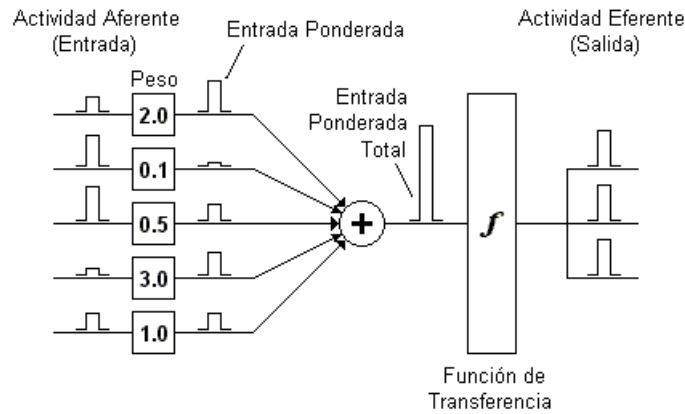 Actividad Aferente
(Entrada)
Entrada Ponderada
Actividad Eferente
(Salida)
Peso
2.0
0.1
0.5
3.0
1.0
Entrada
Ponderada
Total
+
f
Función de
Transferencia